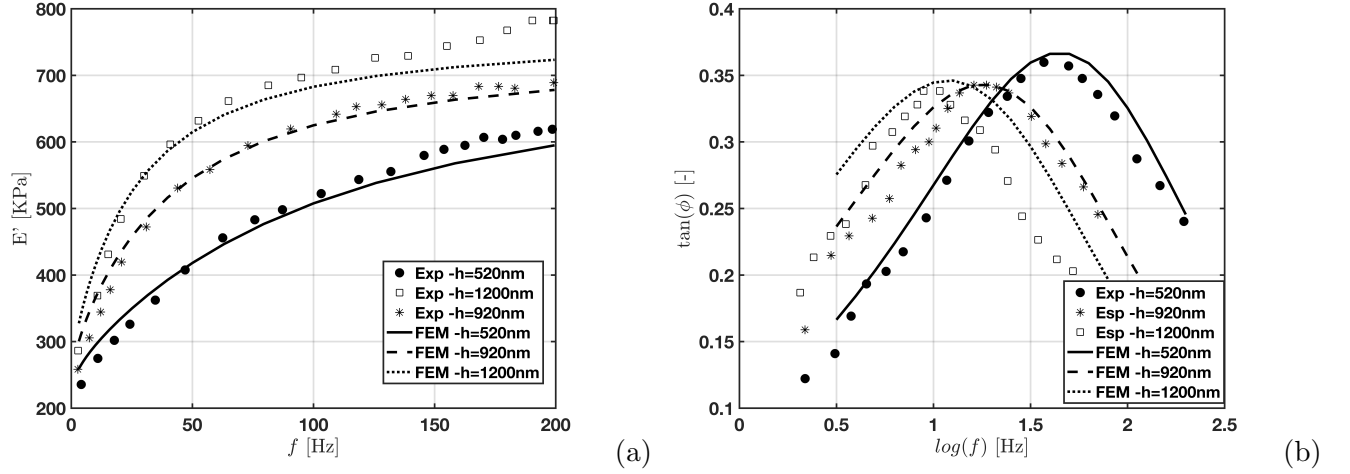 800
700
600
500
400
300
200
E' [KPa]
0
50
100
150
200
f [Hz]
Exp -h=520nm
Exp -h=1200nm
Exp -h=920nm
FEM -h=520nm
FEM -h=920nm
FEM -h=1200nm
(a)
0.4
0.35
0.3
0.25
0.2
0.15
0.1
tan(ϕ) [-]
0
0.5
1
1.5
2
2.5
log(f) [Hz]
Exp -h=520nm
Esp -h=920nm
Esp -h=1200nm
FEM -h=520nm
FEM -h=920nm
FEM -h=1200nm
(b)